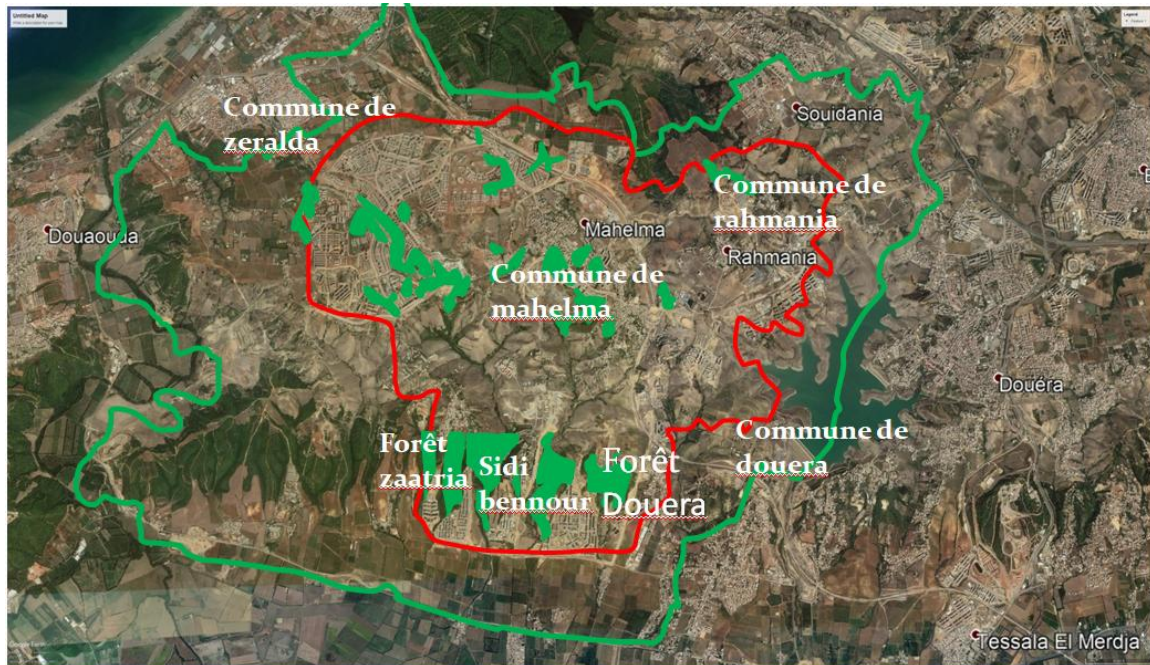 Untitled Map
Legend
Commune de
zeralda
Souidania
Commune de
rahmania
Douaouda
Mahelma
Rahmania
Commune de
mahelma
Douéra
Commune de
douera
Forêt
zaatria
Sidi
bennour
Forêt
Douera
Tessala El Merdja